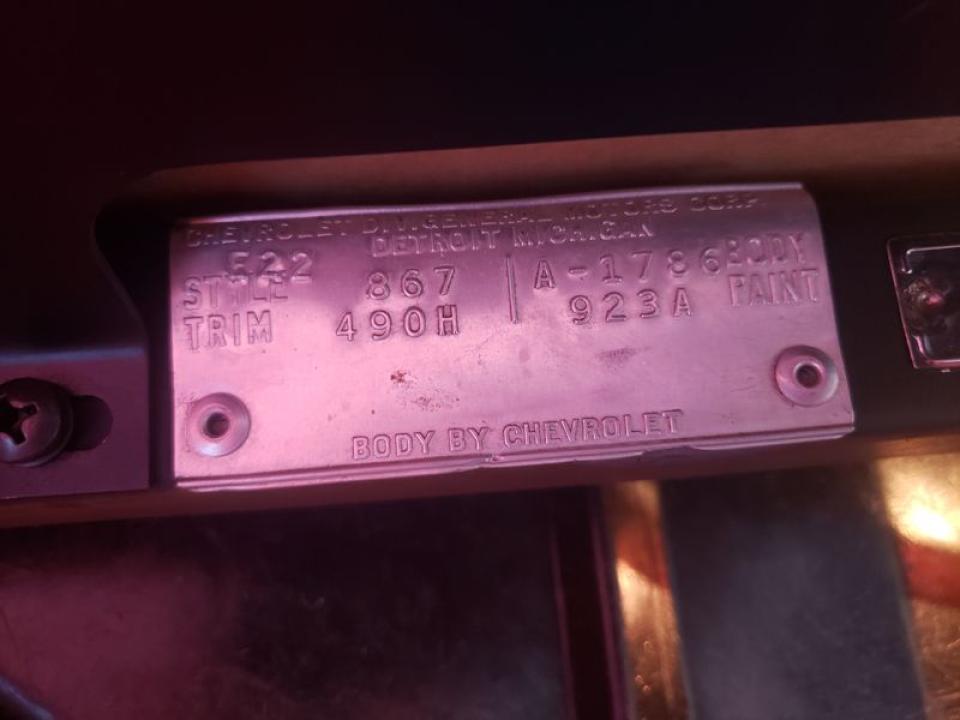 CHEVROLET DIV. GENERAL MOTORS CORP.
DETROIT MICHIGAN
522
STYLE 867 A-1786 BODY
TRIM 490H 923A PAINT
BODY BY CHEVROLET